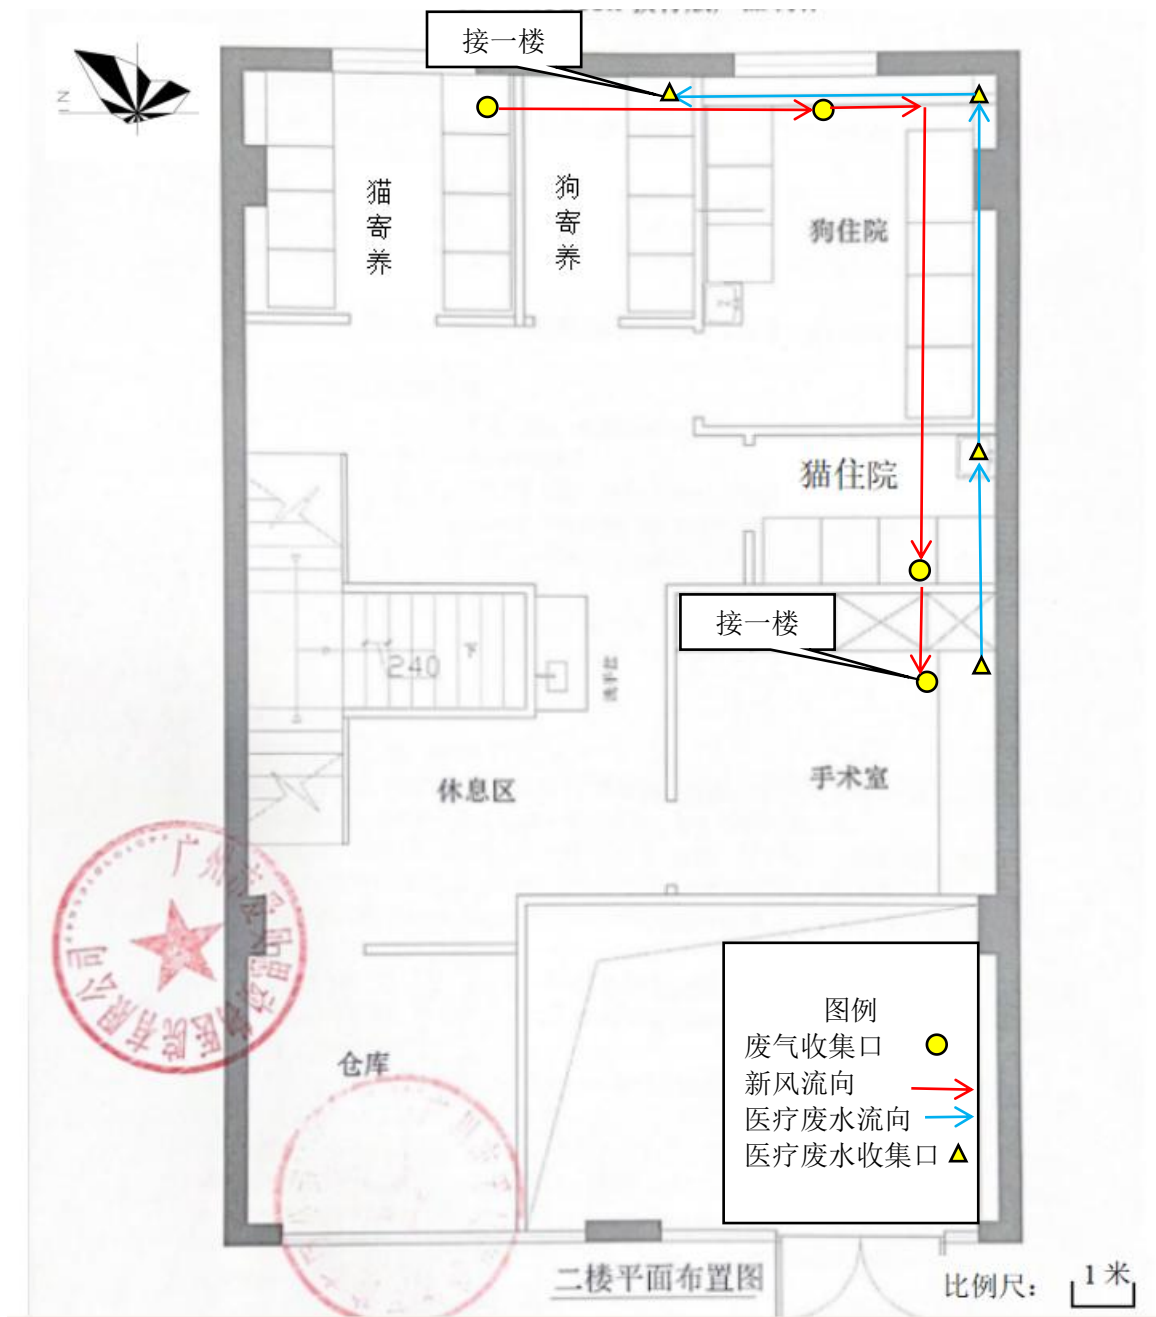 接一楼
N
猫寄养
狗寄养
狗住院
猫住院
接一楼
240
洗手台
手术室
休息区
仓库
图例
废气收集口
新风流向
医疗废水流向
医疗废水收集口
二楼平面布置图
比例尺：
1米